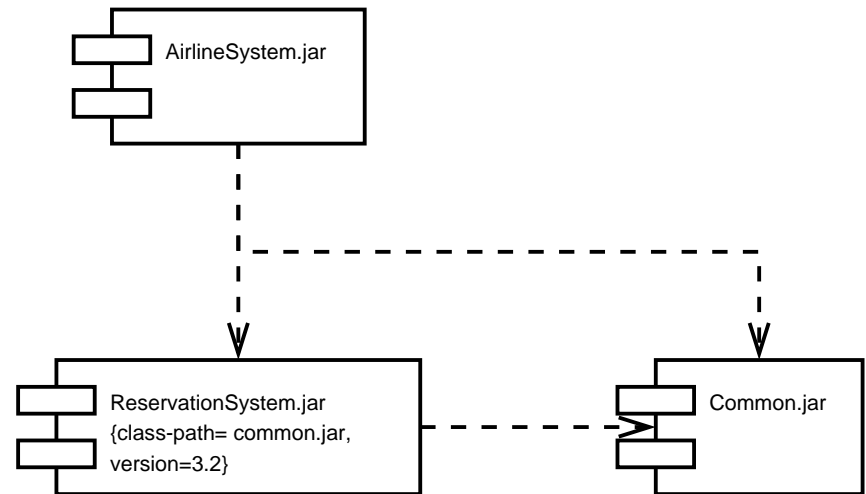 AirlineSystem.jar
ReservationSystem.jar
{class-path= common.jar,
version=3.2}
Common.jar